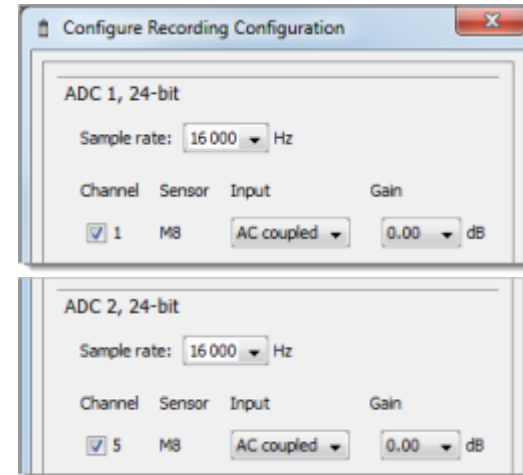 Configure Recording Configuration
ADC 1, 24-bit
Sample rate: 16 000 Hz
Channel Sensor Input Gain
1 M8 AC coupled 0.00 dB
ADC 2, 24-bit
Sample rate: 16 000 Hz
Channel Sensor Input Gain
5 M8 AC coupled 0.00 dB